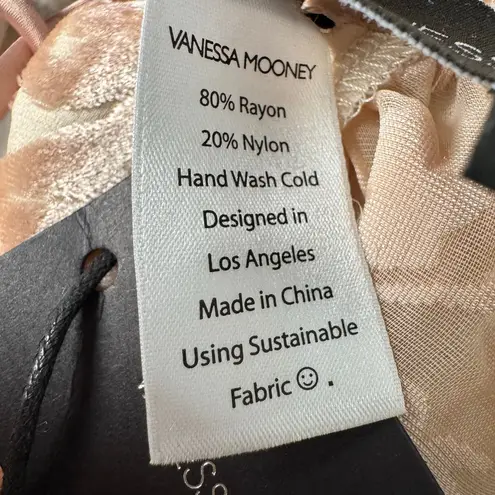 VANESSA MOONEY
80% Rayon
20% Nylon
Hand Wash Cold
Designed in
Los Angeles
Made in China
Using Sustainable
Fabric ☺ .